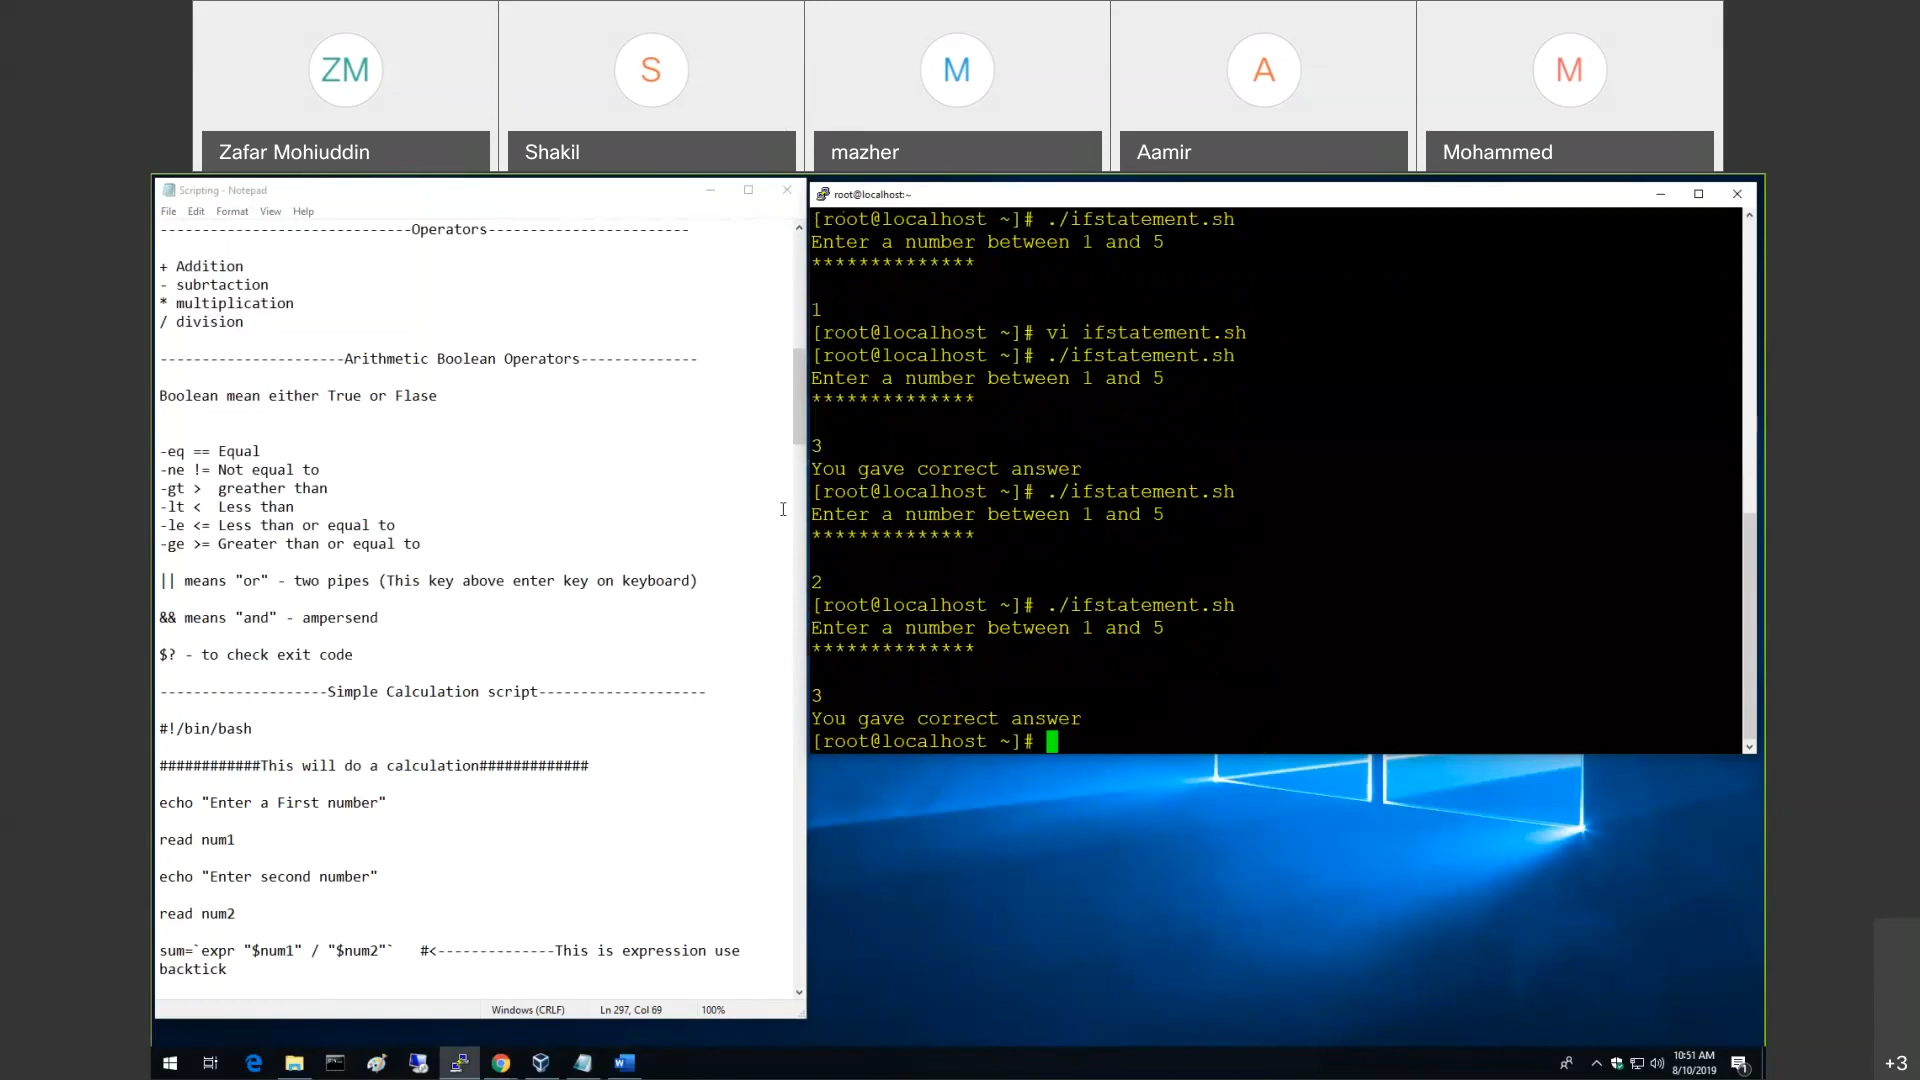 ZM
S
M
A
M
Zafar Mohiuddin
Shakil
mazher
Aamir
Mohammed
Scripting - Notepad
File Edit Format View Help
------------------------------Operators------------------------
+ Addition
- subrtaction
* multiplication
/ division
----------------------Arithmetic Boolean Operators--------------
Boolean mean either True or Flase
-eq == Equal
-ne != Not equal to
-gt >  greather than
-lt <  Less than
-le <= Less than or equal to
-ge >= Greater than or equal to
|| means "or" - two pipes (This key above enter key on keyboard)
&& means "and" - ampersend
$? - to check exit code
--------------------Simple Calculation script--------------------
#!/bin/bash
############This will do a calculation#############
echo "Enter a First number"
read num1
echo "Enter second number"
read num2
sum=`expr "$num1" / "$num2"`   #<--------------This is expression use
backtick
Windows (CRLF) Ln 297, Col 69 100%
root@localhost:~
[root@localhost ~]# ./ifstatement.sh
Enter a number between 1 and 5
**************
1
[root@localhost ~]# vi ifstatement.sh
[root@localhost ~]# ./ifstatement.sh
Enter a number between 1 and 5
**************
3
You gave correct answer
[root@localhost ~]# ./ifstatement.sh
Enter a number between 1 and 5
**************
2
[root@localhost ~]# ./ifstatement.sh
Enter a number between 1 and 5
**************
3
You gave correct answer
[root@localhost ~]#
10:51 AM
8/10/2019
1
+3